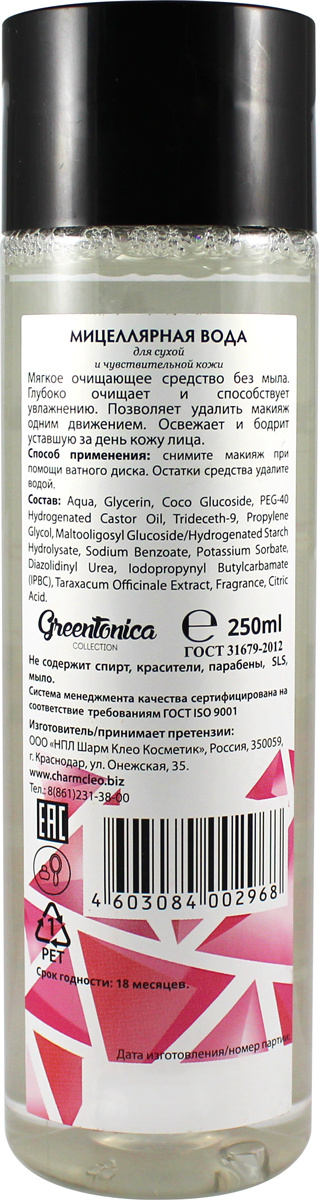 МИЦЕЛЛЯРНАЯ ВОДА
для сухой
и чувствительной кожи
Мягкое очищающее средство без мыла.
Глубоко очищает и способствует
увлажнению. Позволяет удалить макияж
одним движением. Освежает и бодрит
уставшую за день кожу лица.
Способ применения: снимите макияж при
помощи ватного диска. Остатки средства удалите
водой.
Состав: Aqua, Glycerin, Coco Glucoside, PEG-40
Hydrogenated Castor Oil, Trideceth-9, Propylene
Glycol, Maltooligosyl Glucoside/Hydrogenated Starch
Hydrolysate, Sodium Benzoate, Potassium Sorbate,
Diazolidinyl Urea, Iodopropynyl Butylcarbamate
(IPBC), Taraxacum Officinale Extract, Fragrance, Citric
Acid.
Greentonica
COLLECTION
℮ 250ml
ГОСТ 31679-2012
Не содержит спирт, красители, парабены, SLS,
мыло.
Система менеджмента качества сертифицирована на
соответствие требованиям ГОСТ ISO 9001
Изготовитель/принимает претензии:
ООО «НПЛ Шарм Клео Косметик», Россия, 350059,
г. Краснодар, ул. Онежская, 35.
www.charmcleo.biz
Тел.: 8(861)231-38-00
EAC
4 603084 002968
1
PET
Срок годности: 18 месяцев.
Дата изготовления/номер партии: